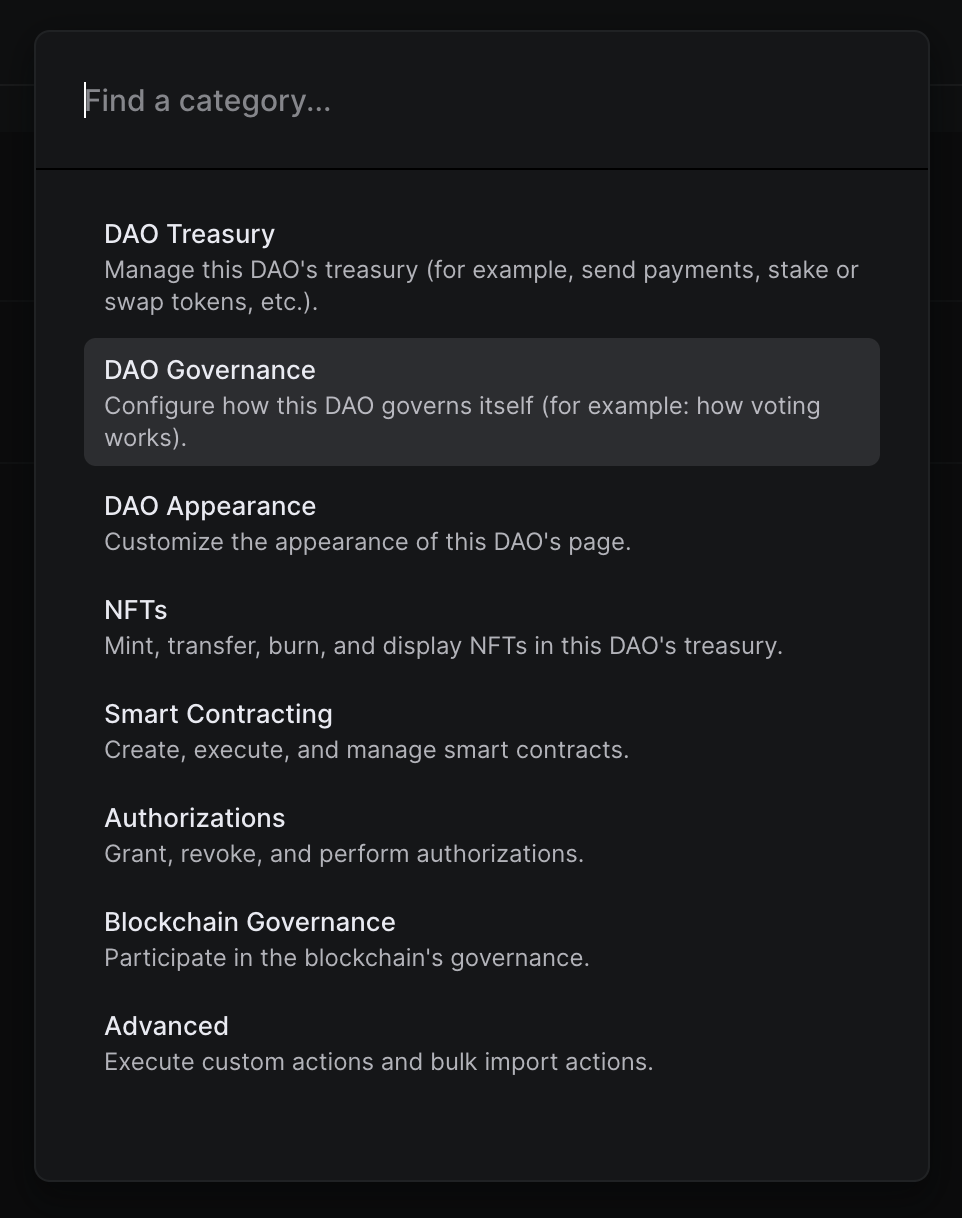 Find a category...
DAO Treasury
Manage this DAO's treasury (for example, send payments, stake or
swap tokens, etc.).
DAO Governance
Configure how this DAO governs itself (for example: how voting
works).
DAO Appearance
Customize the appearance of this DAO's page.
NFTs
Mint, transfer, burn, and display NFTs in this DAO's treasury.
Smart Contracting
Create, execute, and manage smart contracts.
Authorizations
Grant, revoke, and perform authorizations.
Blockchain Governance
Participate in the blockchain's governance.
Advanced
Execute custom actions and bulk import actions.